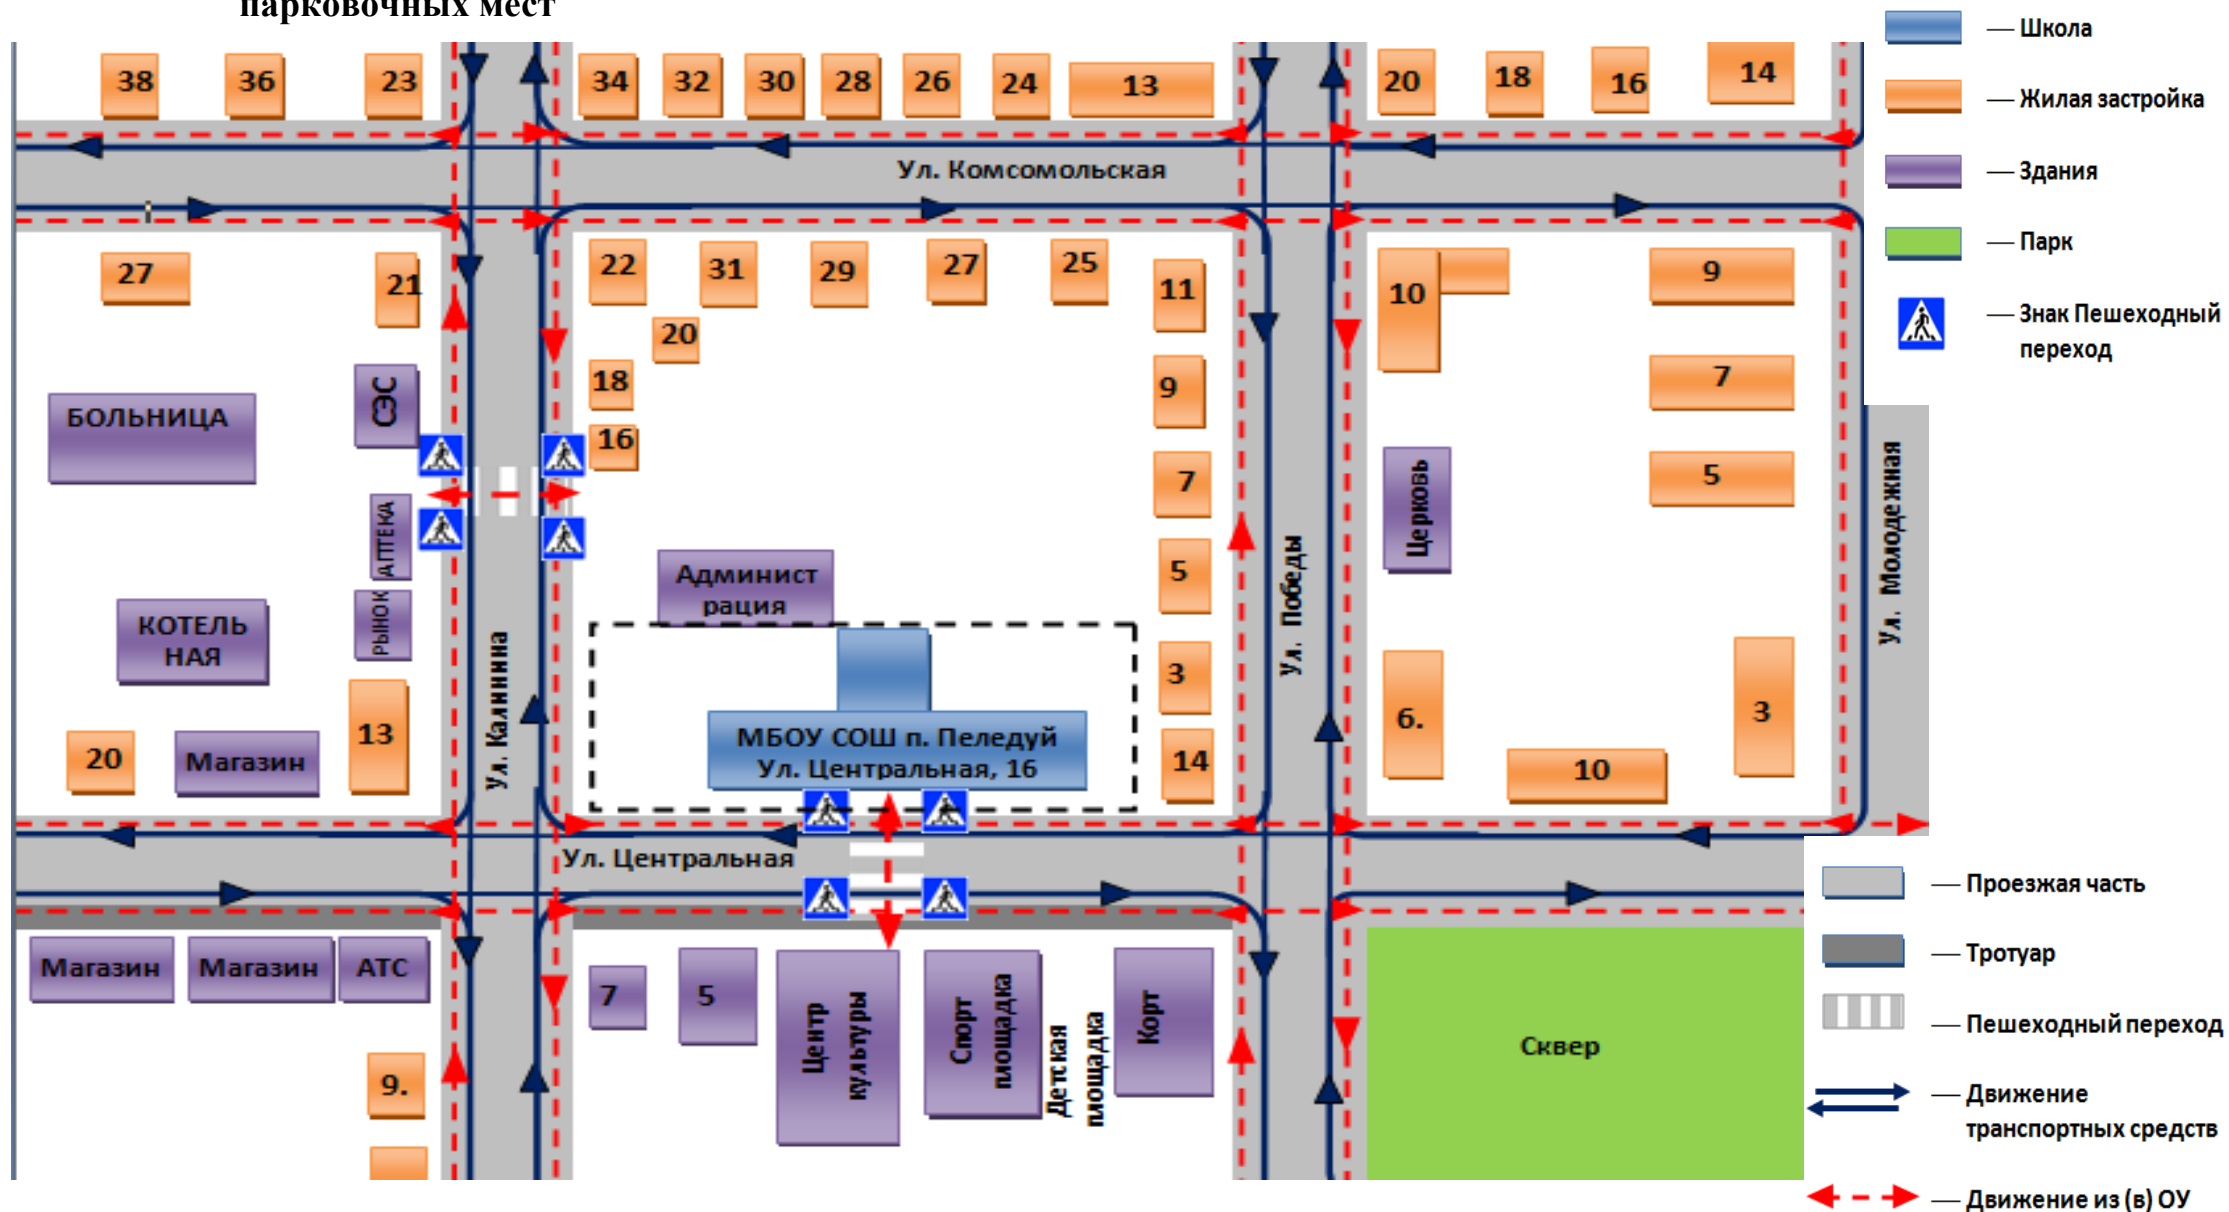 парковочных мест
38
36
23
34
32
30
28
26
24
13
20
18
16
14
Ул. Комсомольская
27
21
22
31
29
27
25
11
10
9
20
18
9
7
16
7
5
5
3
14
СЭС
БОЛЬНИЦА
АПТЕКА
РЫНОК
КОТЕЛЬ
НАЯ
20
Магазин
13
Ул. Калинина
Админист
рация
МБОУ СОШ п. Пеледуй
Ул. Центральная, 16
Ул. Победы
Церковь
6.
10
3
Ул. Молодежная
Ул. Центральная
Магазин
Магазин
АТС
9.
7
5
Центр
культуры
Спорт
площадка
Детская
площадка
Корт
Сквер
— Школа
— Жилая застройка
— Здания
— Парк
— Знак Пешеходный
переход
— Проезжая часть
— Тротуар
— Пешеходный переход
— Движение
транспортных средств
— Движение из (в) ОУ